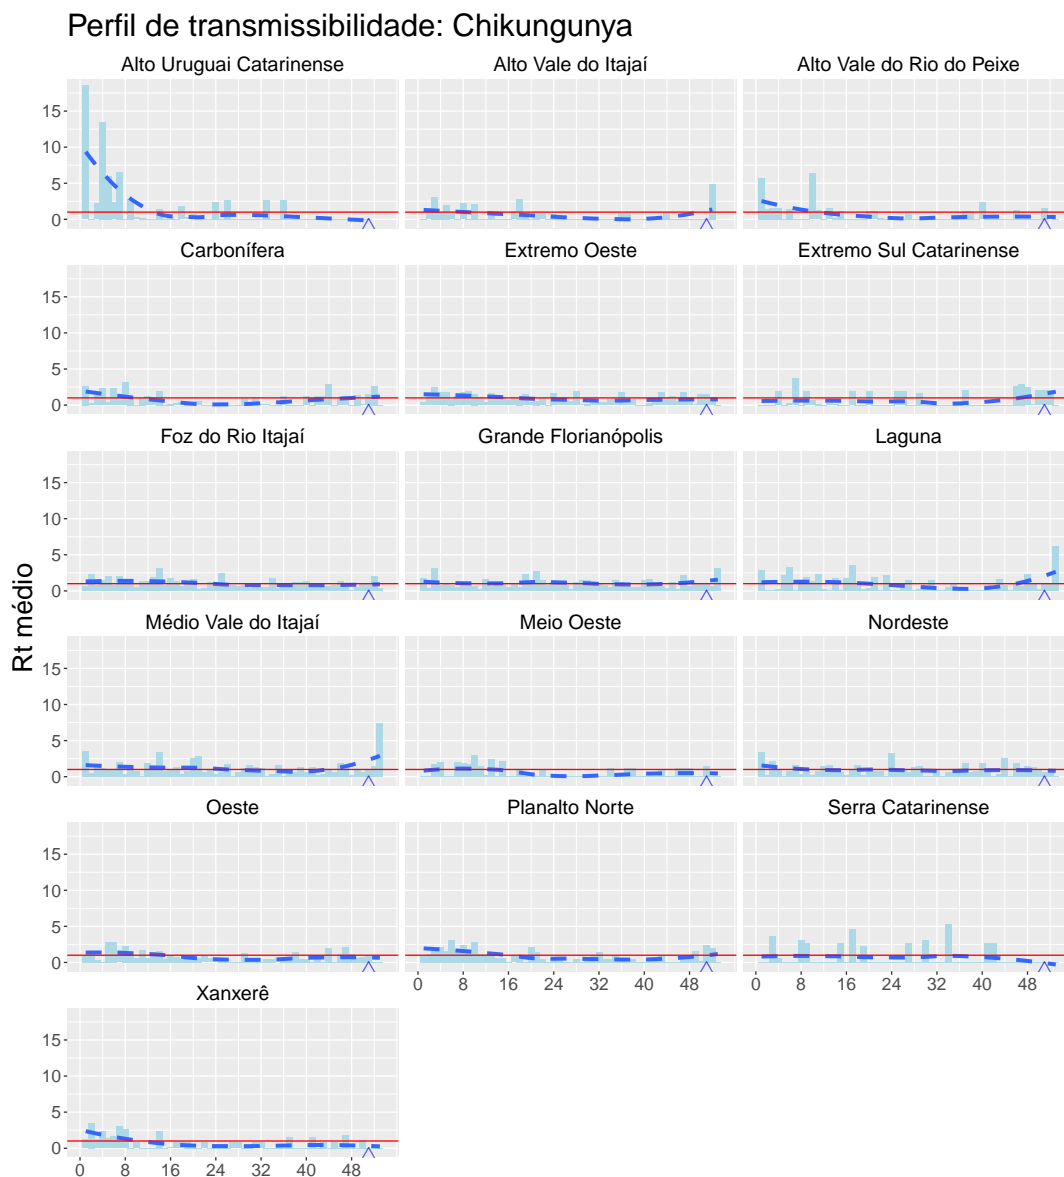 Perfil de transmissibilidade: Chikungunya
Alto Uruguai Catarinense
Alto Vale do Itajaí
Alto Vale do Rio do Peixe
15
10
5
0
Carbonífera
Extremo Oeste
Extremo Sul Catarinense
15
10
5
0
Foz do Rio Itajaí
Grande Florianópolis
Laguna
15
10
5
0
Rt médio
Médio Vale do Itajaí
Meio Oeste
Nordeste
15
10
5
0
Oeste
Planalto Norte
Serra Catarinense
15
10
5
0
0 8 16 24 32 40 48
0 8 16 24 32 40 48
Xanxerê
15
10
5
0
0 8 16 24 32 40 48